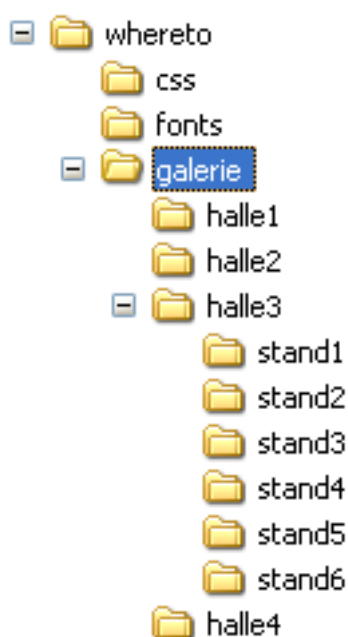 whereto
css
fonts
galerie
halle1
halle2
halle3
stand1
stand2
stand3
stand4
stand5
stand6
halle4